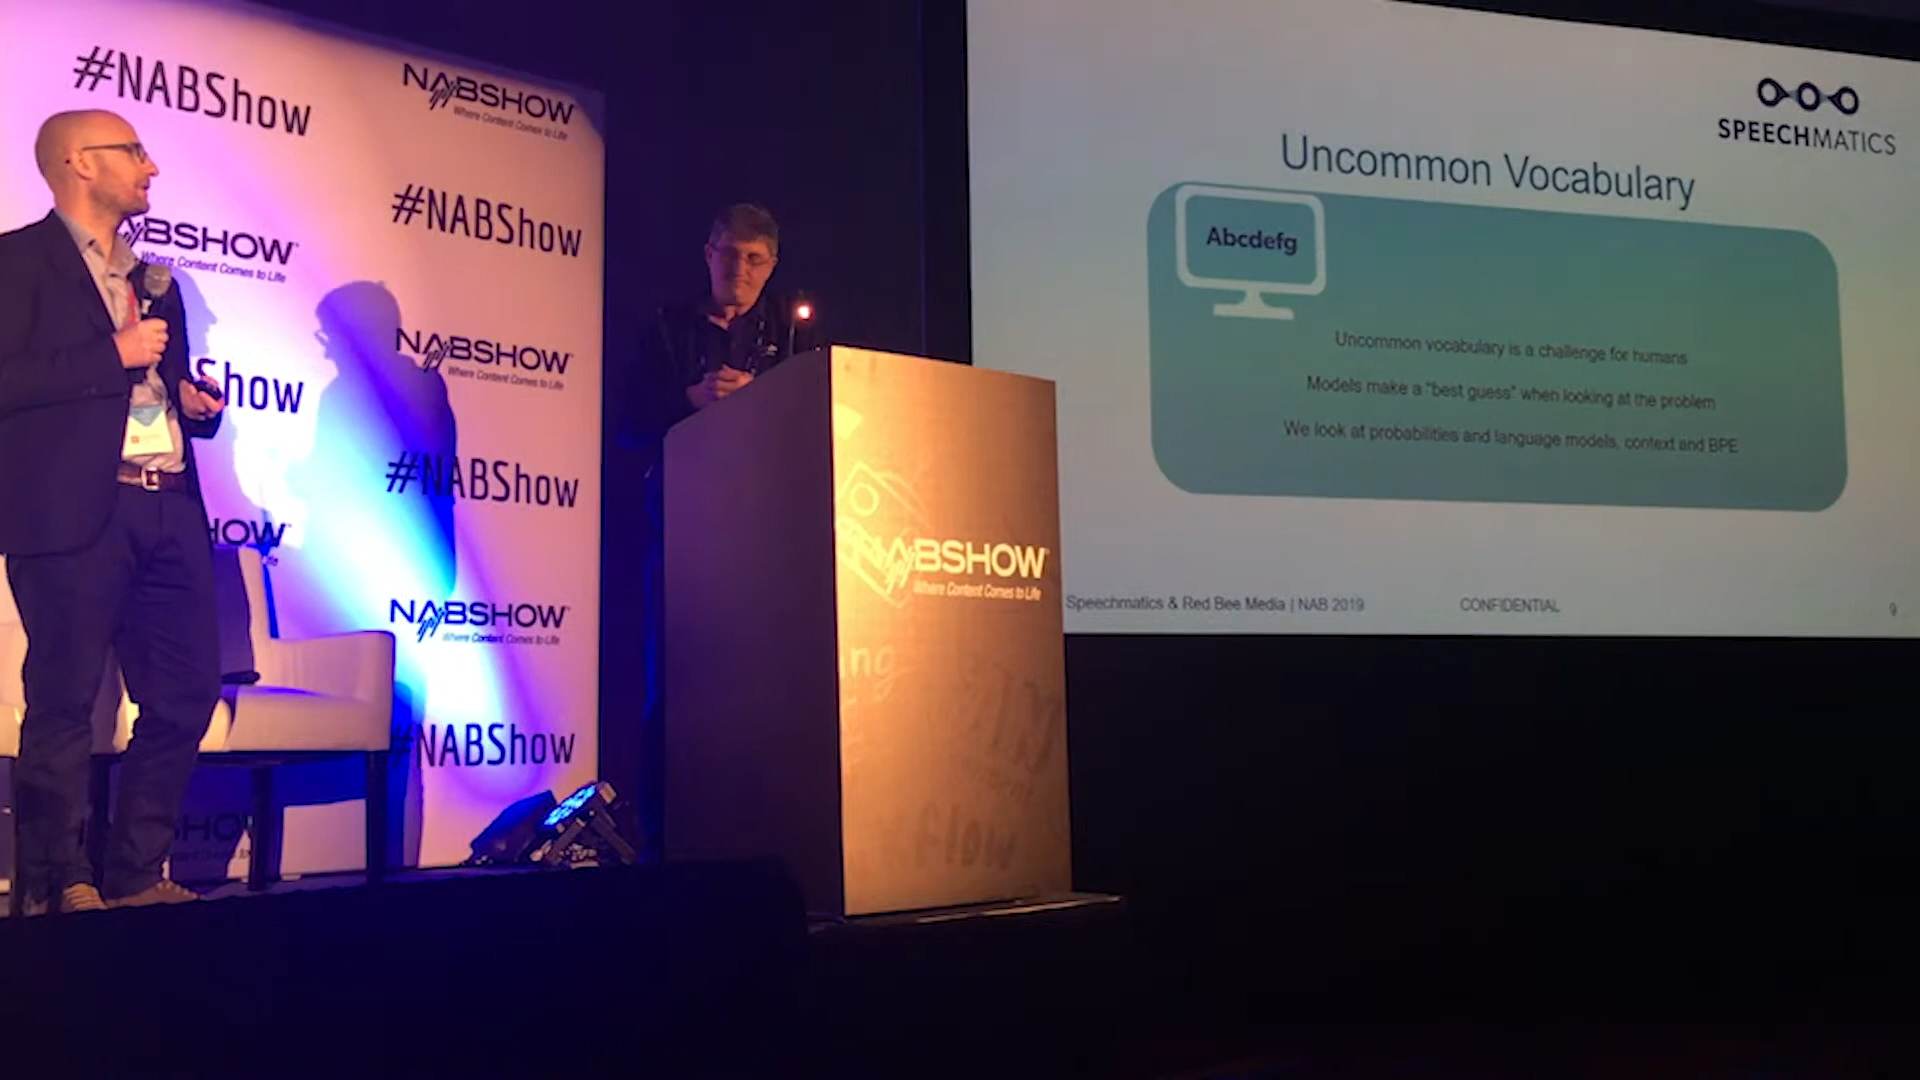 #NABShow
NABSHOW
Where Content Comes to Life
#NABShow
NABSHOW
Where Content Comes to Life
NABSHOW
Where Content Comes to Life
Show
#NABShow
HOW
NABSHOW
Where Content Comes to Life
#NABShow
NABSHOW
Where Content Comes to Life
ing
flow
SPEECHMATICS
Uncommon Vocabulary
Abcdefg
Uncommon vocabulary is a challenge for humans
Models make a "best guess" when looking at the problem
We look at probabilities and language models, context and BPE
Speechmatics & Red Bee Media | NAB 2019
CONFIDENTIAL
9